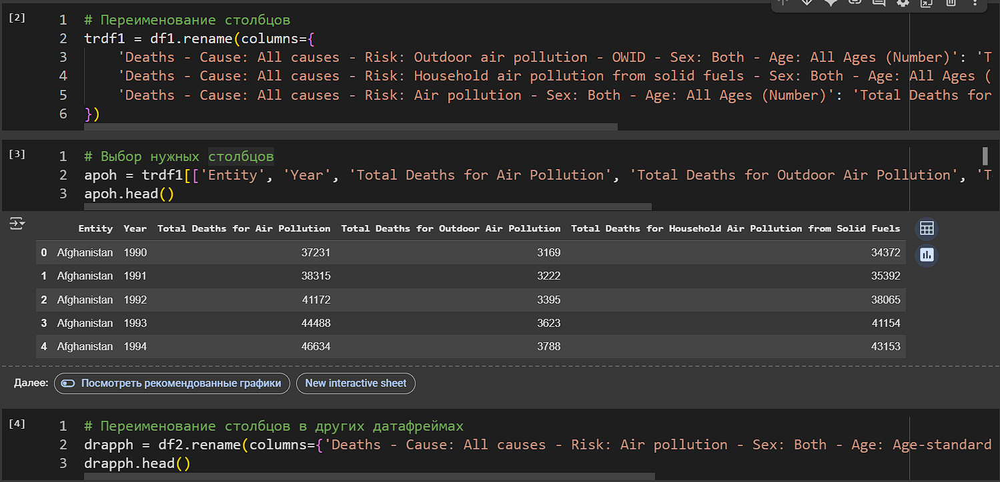 [2]
1 # Переименование столбцов
2 trdf1 = df1.rename(columns={
3 'Deaths - Cause: All causes - Risk: Outdoor air pollution - OWID - Sex: Both - Age: All Ages (Number)': 'T
4 'Deaths - Cause: All causes - Risk: Household air pollution from solid fuels - Sex: Both - Age: All Ages (
5 'Deaths - Cause: All causes - Risk: Air pollution - Sex: Both - Age: All Ages (Number)': 'Total Deaths for
6 })
[3]
1 # Выбор нужных столбцов
2 apoh = trdf1[['Entity', 'Year', 'Total Deaths for Air Pollution', 'Total Deaths for Outdoor Air Pollution', 'T
3 apoh.head()
Entity Year Total Deaths for Air Pollution Total Deaths for Outdoor Air Pollution Total Deaths for Household Air Pollution from Solid Fuels
0 Afghanistan 1990 37231 3169 34372
1 Afghanistan 1991 38315 3222 35392
2 Afghanistan 1992 41172 3395 38065
3 Afghanistan 1993 44488 3623 41154
4 Afghanistan 1994 46634 3788 43153
Далее: Посмотреть рекомендованные графики New interactive sheet
[4]
1 # Переименование столбцов в других датафреймах
2 drapph = df2.rename(columns={'Deaths - Cause: All causes - Risk: Air pollution - Sex: Both - Age: Age-standard
3 drapph.head()